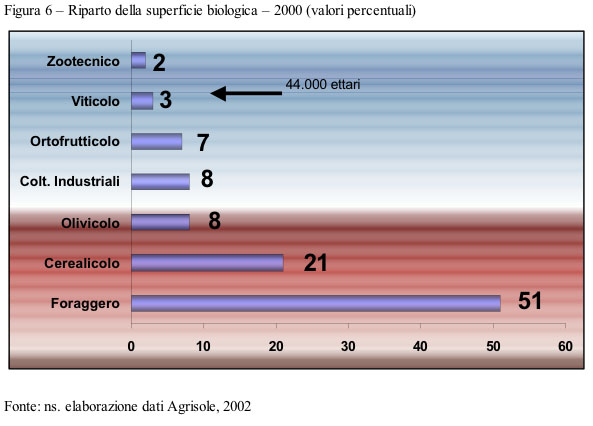 Figura 6 – Riparto della superficie biologica – 2000 (valori percentuali)
Zootecnico 2
44.000 ettari
Viticolo 3
Ortofrutticolo 7
Colt. Industriali 8
Olivicolo 8
Cerealicolo 21
Foraggero 51
0 10 20 30 40 50 60
Fonte: ns. elaborazione dati Agrisole, 2002